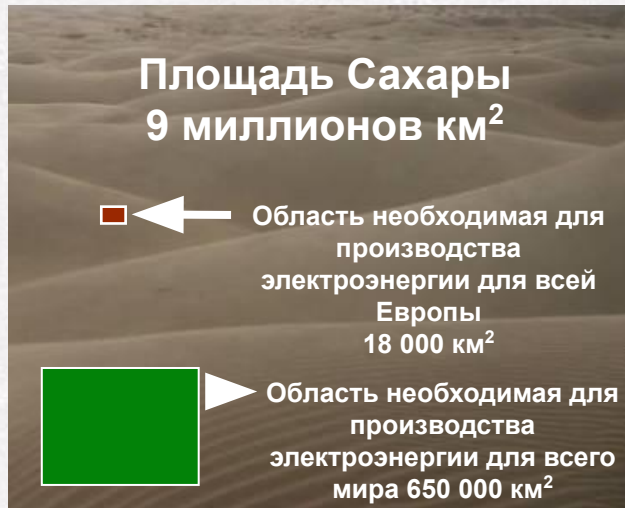 Площадь Сахары
9 миллионов км²
Область необходимая для
производства
электроэнергии для всей
Европы
18 000 км²
Область необходимая для
производства
электроэнергии для всего
мира 650 000 км²